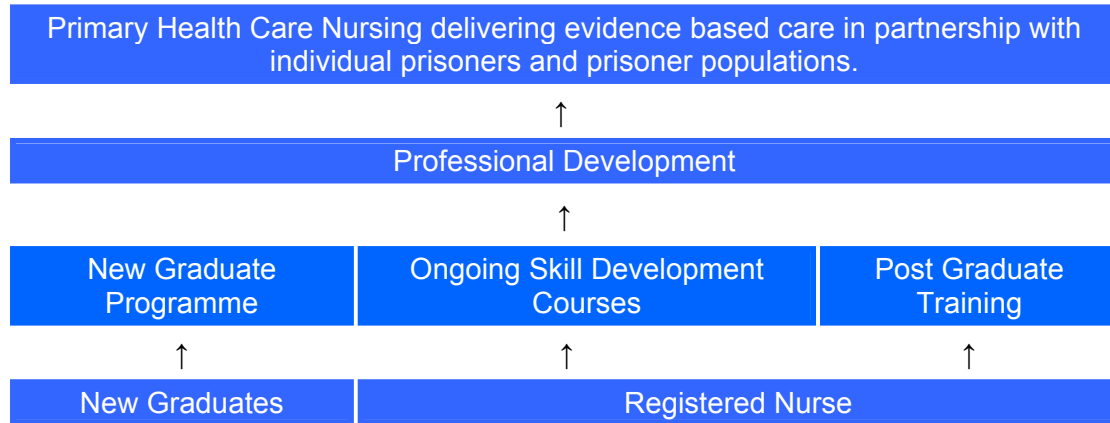 Primary Health Care Nursing delivering evidence based care in partnership with
individual prisoners and prisoner populations.
↑
Professional Development
↑
New Graduate
Programme
Ongoing Skill Development
Courses
Post Graduate
Training
↑ ↑ ↑
New Graduates
Registered Nurse